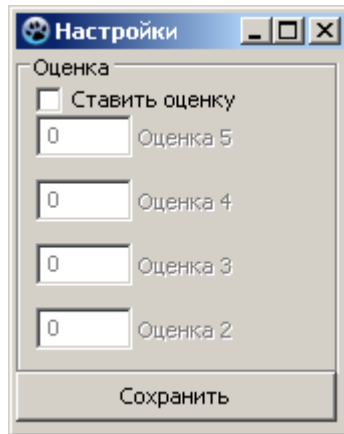 Настройки
Оценка
Ставить оценку
0 Оценка 5
0 Оценка 4
0 Оценка 3
0 Оценка 2
Сохранить